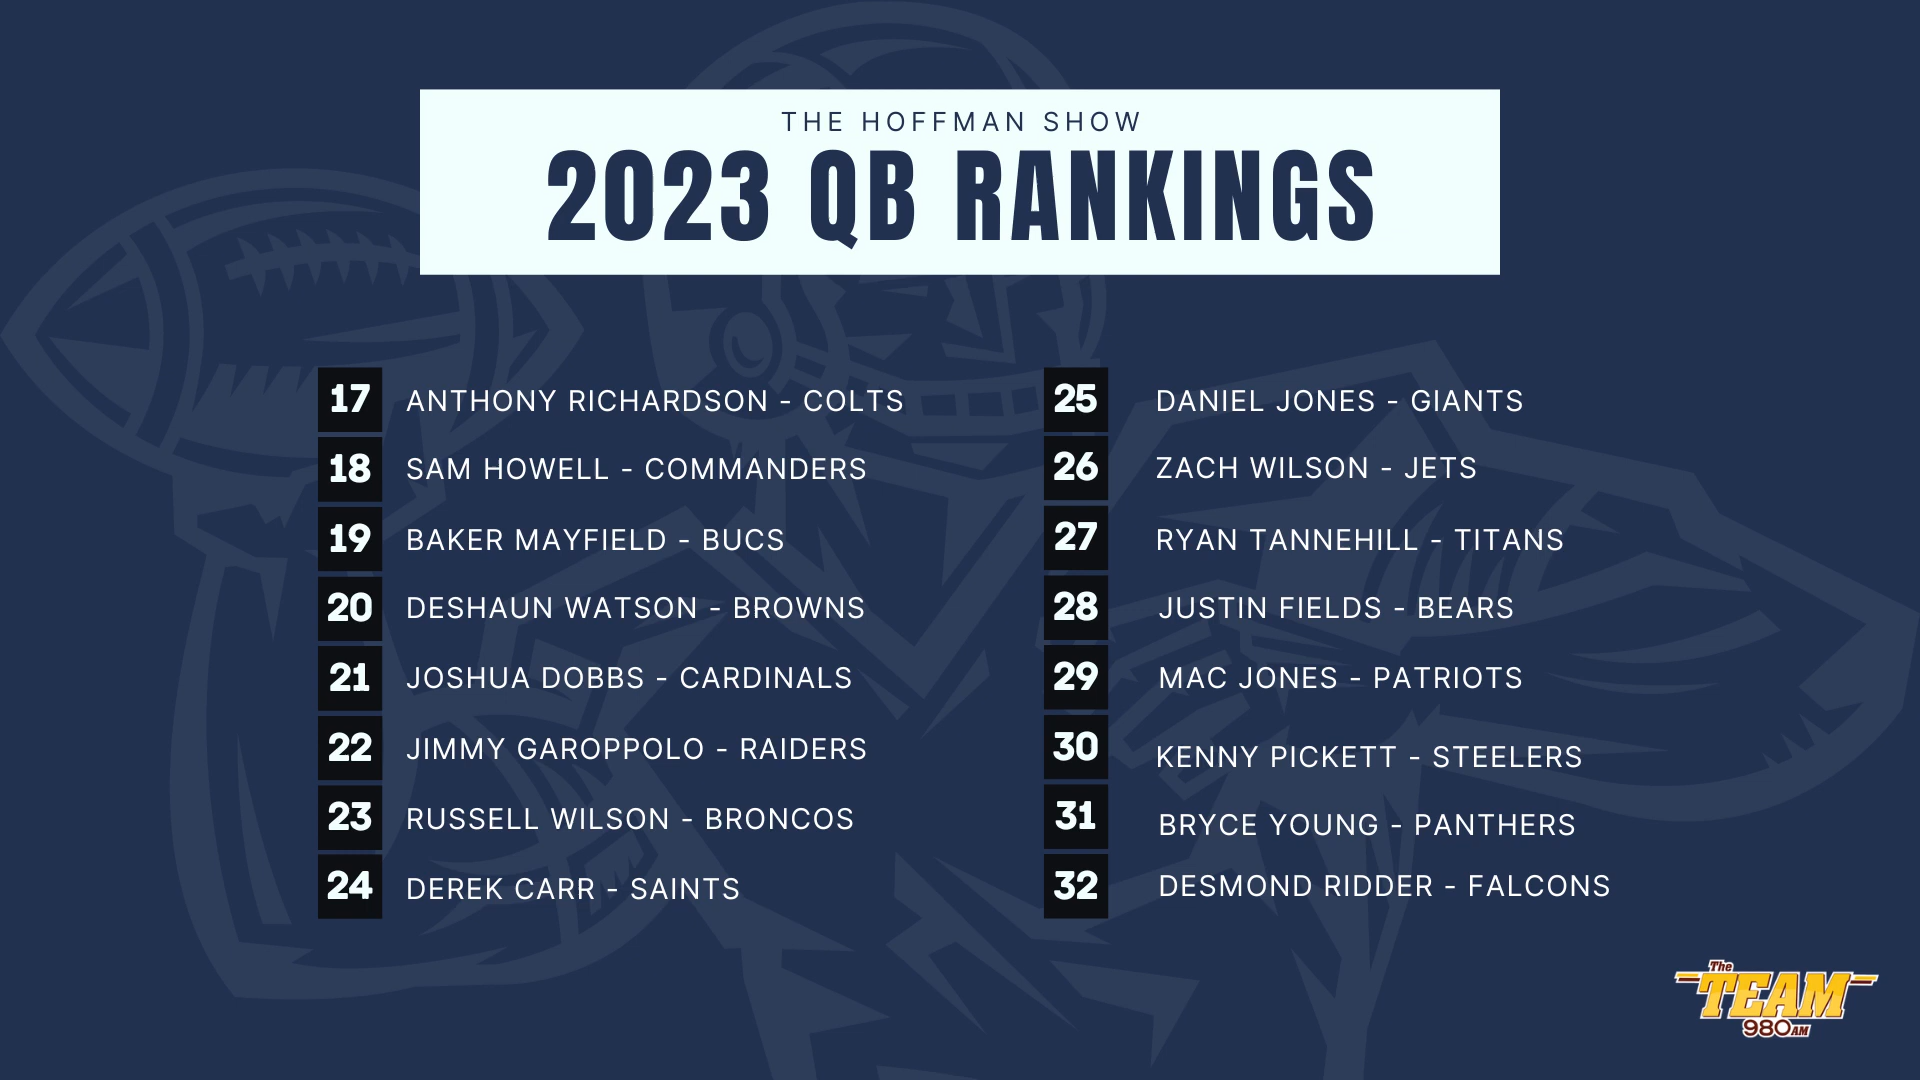 THE HOFFMAN SHOW
2023 QB RANKINGS
17 ANTHONY RICHARDSON - COLTS
18 SAM HOWELL - COMMANDERS
19 BAKER MAYFIELD - BUCS
20 DESHAUN WATSON - BROWNS
21 JOSHUA DOBBS - CARDINALS
22 JIMMY GAROPPOLO - RAIDERS
23 RUSSELL WILSON - BRONCOS
24 DEREK CARR - SAINTS
25 DANIEL JONES - GIANTS
26 ZACH WILSON - JETS
27 RYAN TANNEHILL - TITANS
28 JUSTIN FIELDS - BEARS
29 MAC JONES - PATRIOTS
30 KENNY PICKETT - STEELERS
31 BRYCE YOUNG - PANTHERS
32 DESMOND RIDDER - FALCONS
The
TEAM
980AM